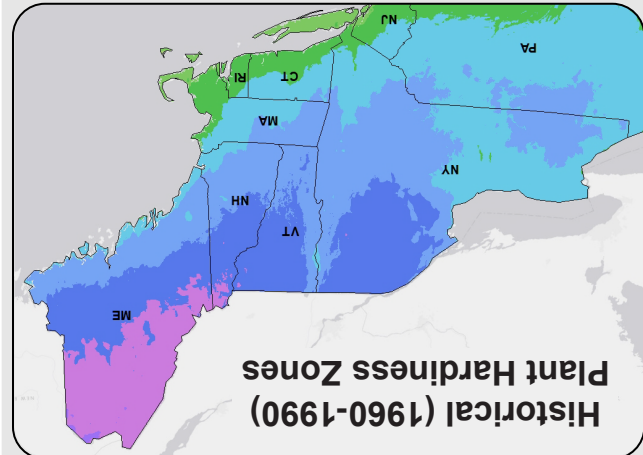 Historical (1960-1990)
Plant Hardiness Zones
ME
VT
NH
NY
MA
CT
RI
PA
NJ